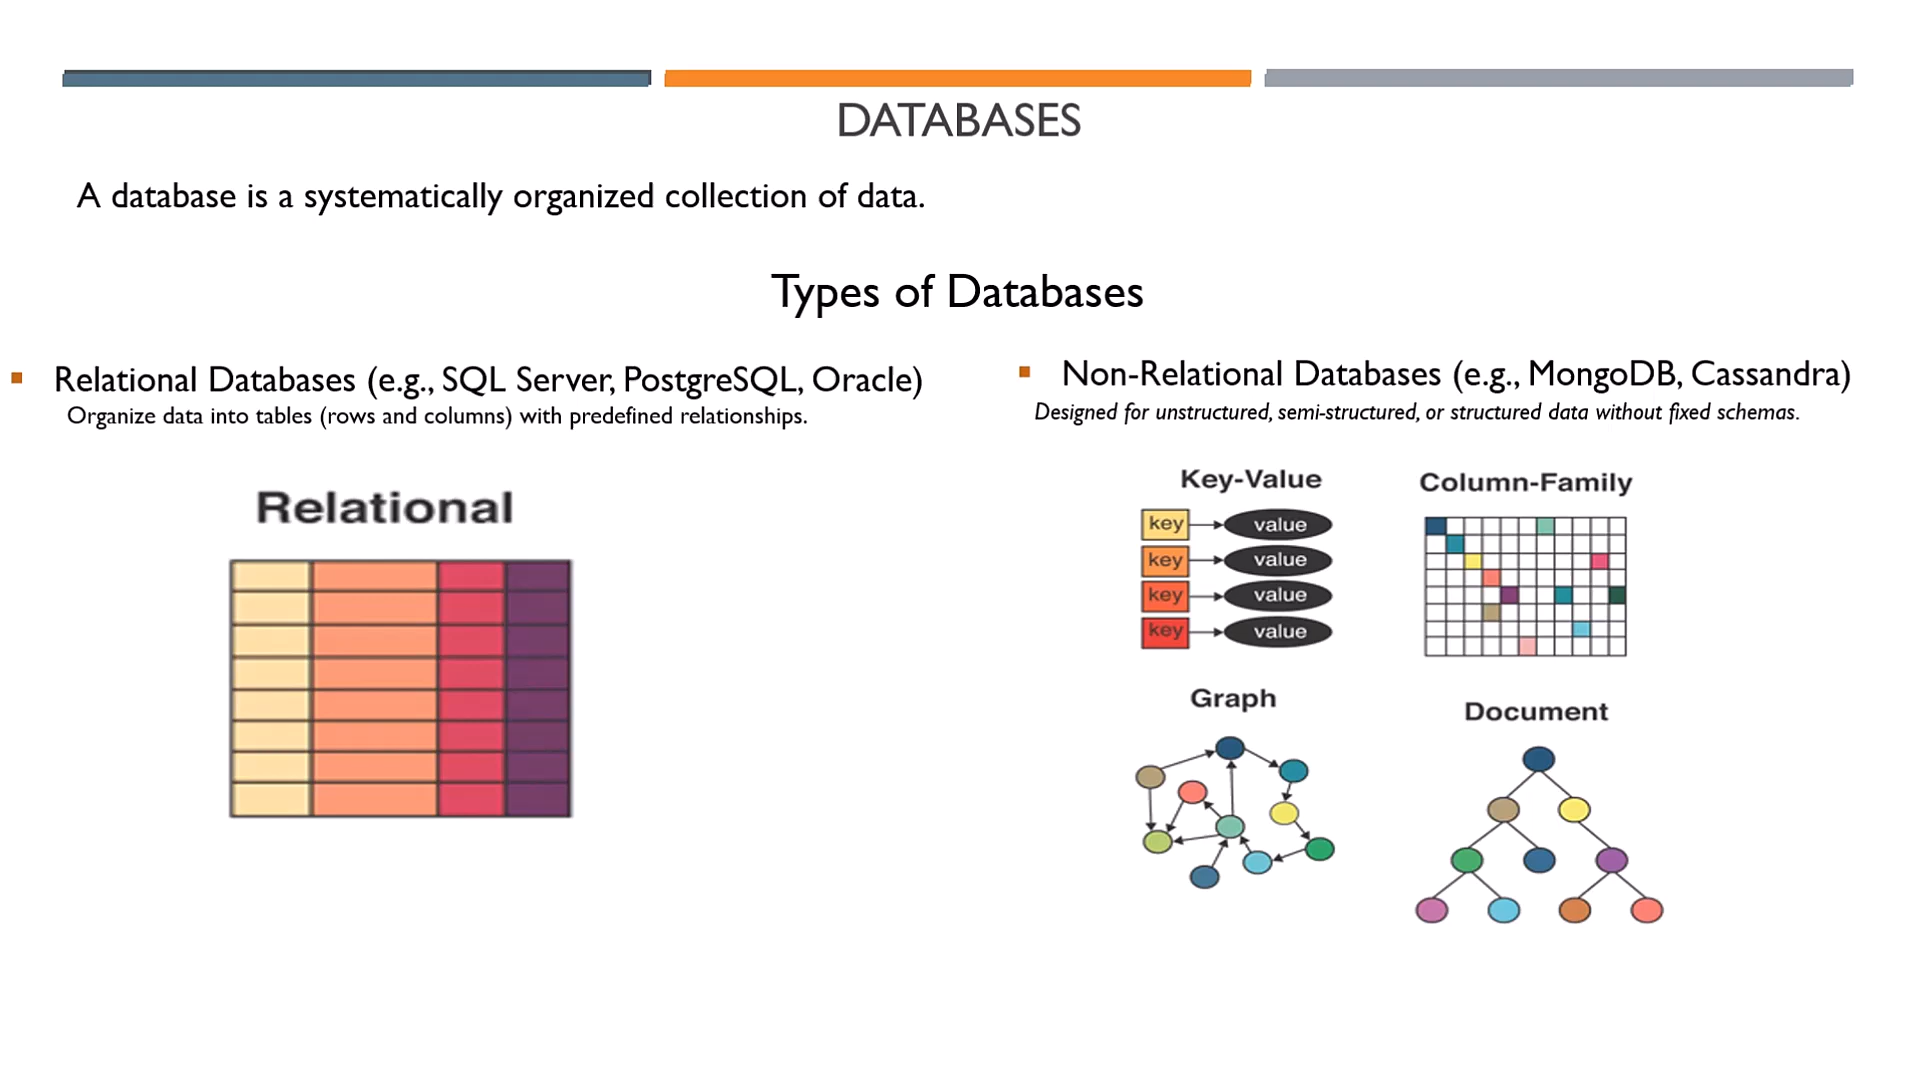 DATABASES
A database is a systematically organized collection of data.
Types of Databases
Relational Databases (e.g., SQL Server, PostgreSQL, Oracle)
Organize data into tables (rows and columns) with predefined relationships.
Relational
Non-Relational Databases (e.g., MongoDB, Cassandra)
Designed for unstructured, semi-structured, or structured data without fixed schemas.
Key-Value
key value
key value
key value
key value
Column-Family
Graph
Document